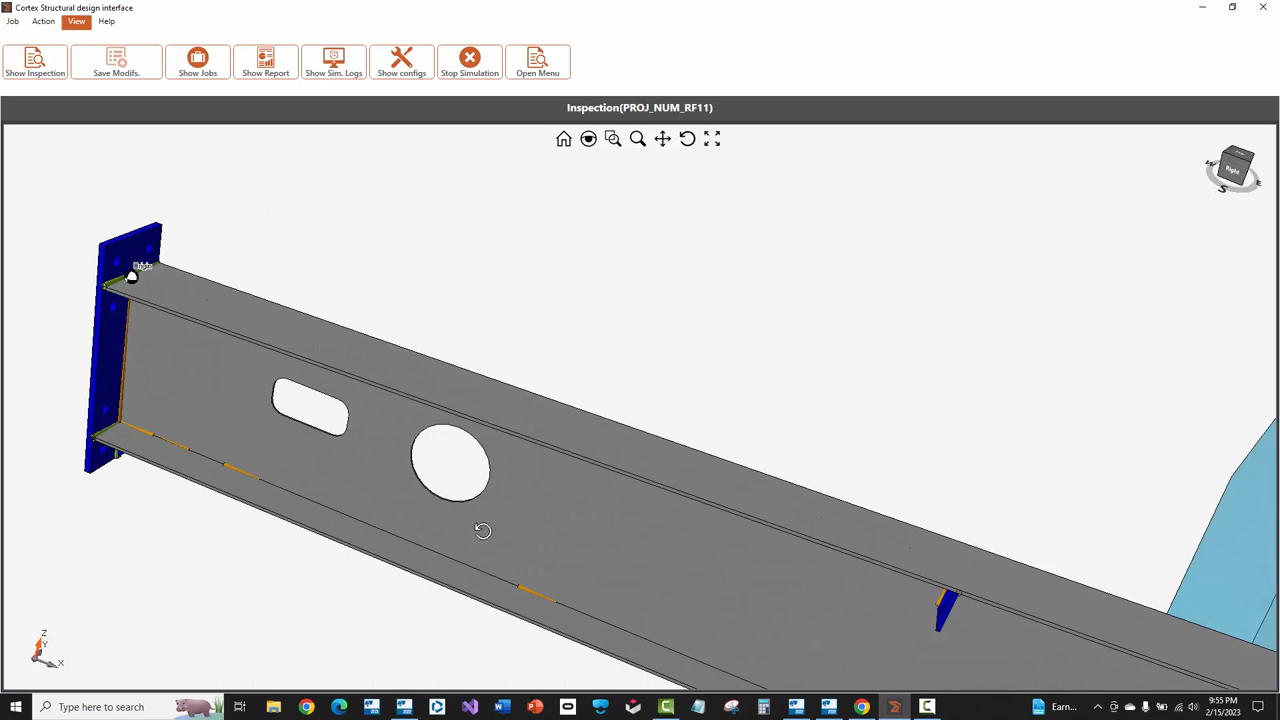 Cortex Structural design interface
Job Action View Help
Show Inspection Save Modifs. Show Jobs Show Report Show Sim. Logs Show configs Stop Simulation Open Menu
Inspection(PROJ_NUM_RF11)
Right
S
Z
Y
X
Type here to search
Earn...
9:55 PM
2/15/2023